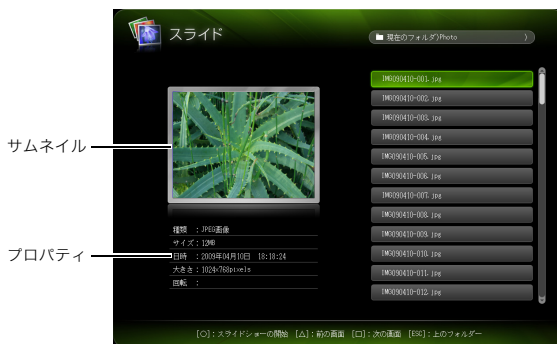 スライド
現在のフォルダ〉Photo 〉
サムネイル
プロパティ
種類 ：JPEG画像
サイズ：12MB
日時 ：2009年04月10日 18:18:24
大きさ：1024×768pixels
回転 ：
IMG090410-001.jpg
IMG090410-002.jpg
IMG090410-003.jpg
IMG090410-004.jpg
IMG090410-005.jpg
IMG090410-006.jpg
IMG090410-007.jpg
IMG090410-008.jpg
IMG090410-009.jpg
IMG090410-010.jpg
IMG090410-011.jpg
IMG090410-012.jpg
[○]：スライドショーの開始 [△]：前の画面 [□]：次の画面 [ESC]：上のフォルダー